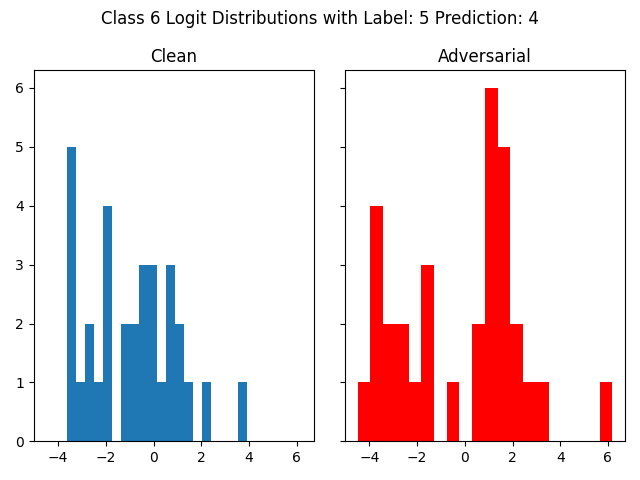 Class 6 Logit Distributions with Label: 5 Prediction: 4
Clean
Adversarial
6
5
4
3
2
1
0
−4 −2 0 2 4 6
−4 −2 0 2 4 6